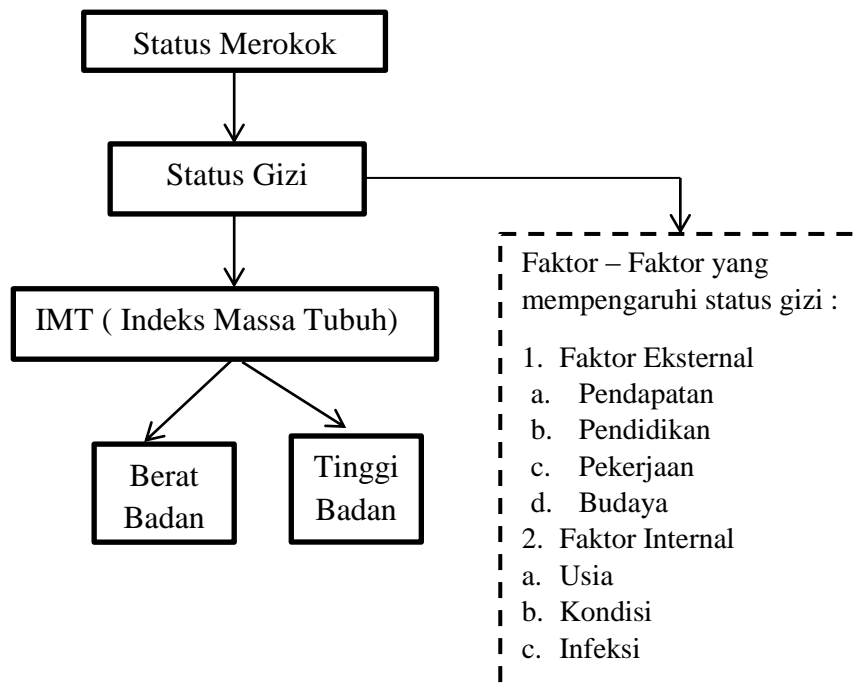 Status Merokok
Status Gizi
IMT ( Indeks Massa Tubuh)
Berat
Badan
Tinggi
Badan
Faktor – Faktor yang
mempengaruhi status gizi :
1. Faktor Eksternal
a. Pendapatan
b. Pendidikan
c. Pekerjaan
d. Budaya
2. Faktor Internal
a. Usia
b. Kondisi
c. Infeksi